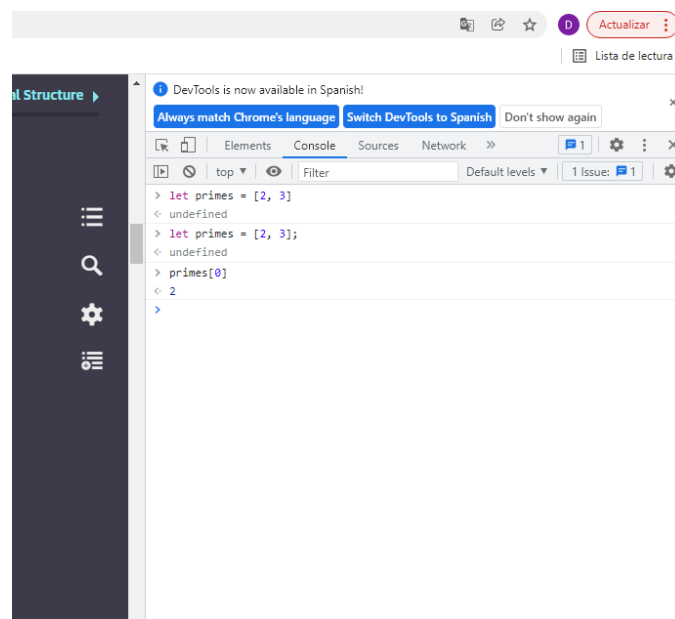 D Actualizar
Lista de lectura
al Structure
DevTools is now available in Spanish!
Always match Chrome's language Switch DevTools to Spanish Don't show again
Elements Console Sources Network » 1
top Filter Default levels 1 Issue: 1
> let primes = [2, 3]
undefined
> let primes = [2, 3];
undefined
> primes[0]
2
>